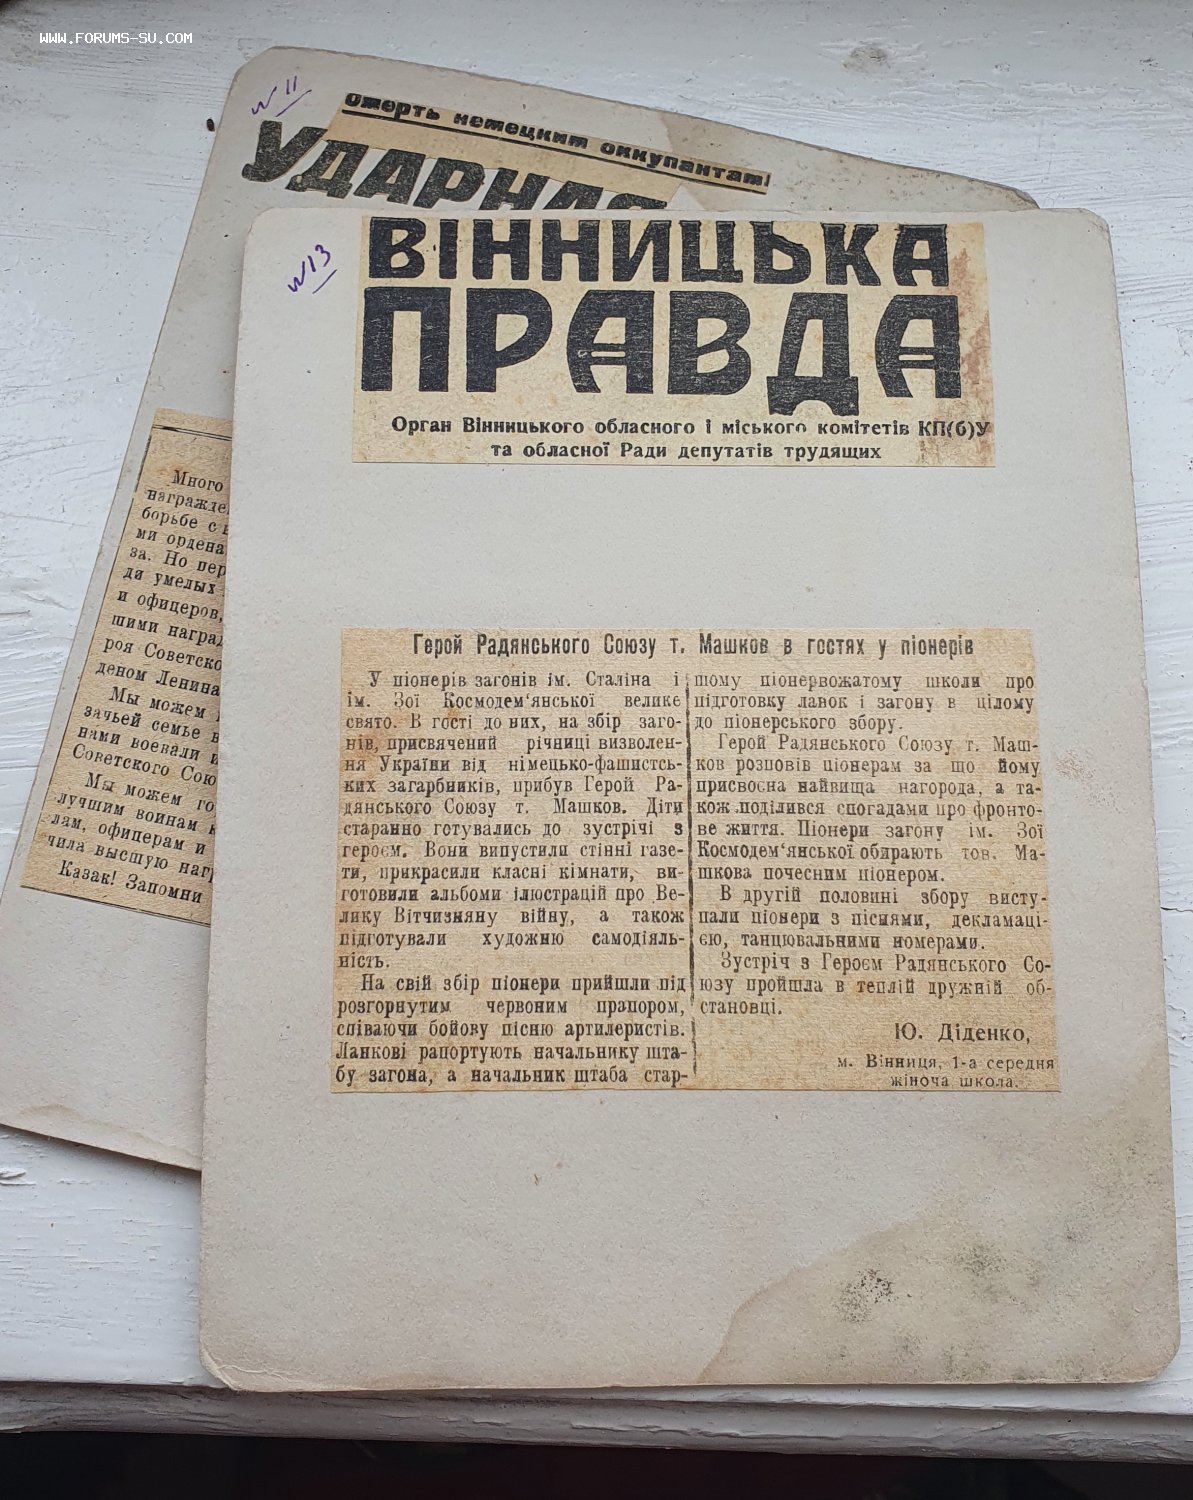 WWW.FORUMS-SU.COM
№ 11
Смерть немецким оккупантам!
УДАРНАЯ
Много
награжде
борьбе с
ми ордена
за. Но пер
ди умелых
и офицеров,
шими наград
роя Советско
деном Ленина
Мы можем
зачьей семье в
нами воевали и
Советского Сою
Мы можем го
лучшим воинам к
лам, офицерам и
чила высшую наг
Казак! Запомни
№ 13
ВІННИЦЬКА
ПРАВДА
Орган Вінницького обласного і міського комітетів КП(б)У
та обласної Ради депутатів трудящих
Герой Радянського Союзу т. Машков в гостях у піонерів
У піонерів загонів ім. Сталіна і
ім. Зої Космодем'янської велике
свято. В гості до них, на збір заго-
нів, присвячений річниці визволен-
ня України від німецько-фашистсь-
ких загарбників, прибув Герой Ра-
дянського Союзу т. Машков. Діти
старанно готувались до зустрічі з
героєм. Вони випустили стінні газе-
ти, прикрасили класні кімнати, ви-
готовили альбоми ілюстрацій про Ве-
лику Вітчизняну війну, а також
підготували художню самодіяль-
ність.
На свій збір піонери прийшли під
розгорнутим червоним прапором,
співаючи бойову пісню артилеристів.
Ланкові рапортують начальнику шта-
бу загона, а начальник штаба стар-
шому піонервожатому школи про
підготовку лавок і загону в цілому
до піонерського збору.
Герой Радянського Союзу т. Маш-
ков розповів піонерам за що йому
присвоєна найвища нагорода, а та-
кож поділився спогадами про фронто-
ве життя. Піонери загону ім. Зої
Космодем'янської обирають тов. Ма-
шкова почесним піонером.
В другій половині збору висту-
пали піонери з піснями, декламаці-
єю, танцювальними номерами.
Зустріч з Героєм Радянського Со-
юзу пройшла в теплій дружній об-
становці.
Ю. Діденко,
м. Вінниця, 1-а середня
жіноча школа.